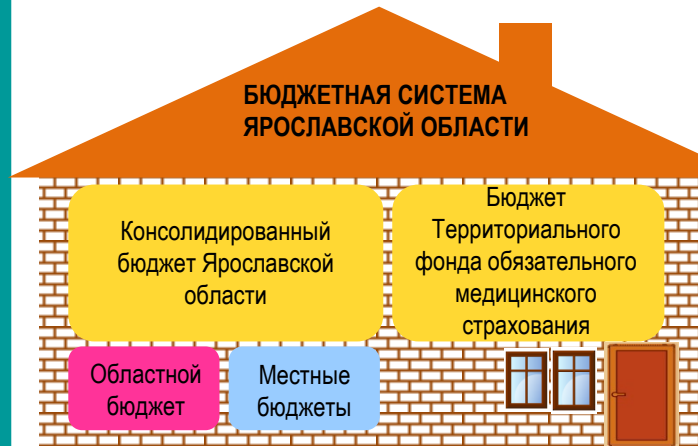 БЮДЖЕТНАЯ СИСТЕМА
ЯРОСЛАВСКОЙ ОБЛАСТИ
Консолидированный
бюджет Ярославской
области
Бюджет
Территориального
фонда обязательного
медицинского
страхования
Областной
бюджет
Местные
бюджеты